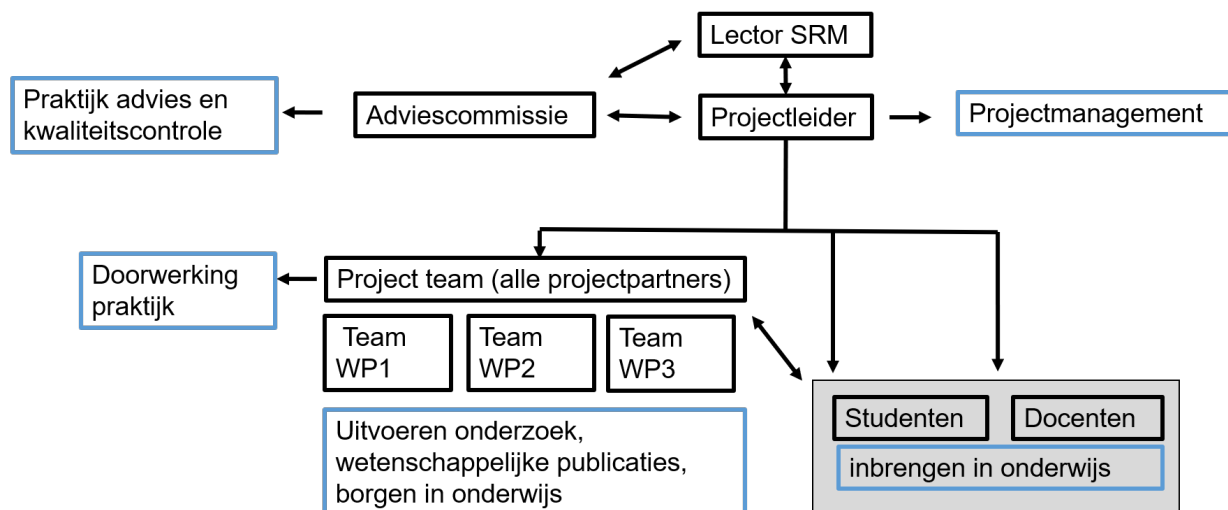 Lector SRM
Praktijk advies en
kwaliteitscontrole
Adviescommissie
Projectleider
Projectmanagement
Doorwerking
praktijk
Project team (alle projectpartners)
Team
WP1
Team
WP2
Team
WP3
Uitvoeren onderzoek,
wetenschappelijke publicaties,
borgen in onderwijs
Studenten
Docenten
inbrengen in onderwijs